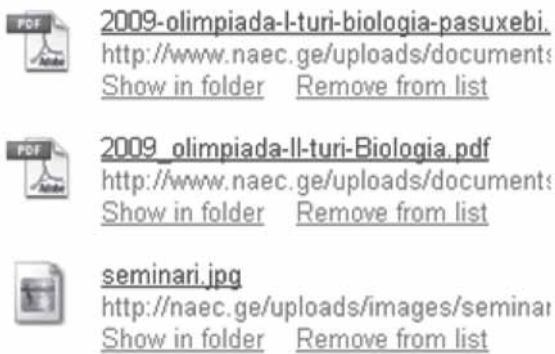 PDF
Adobe
2009-olimpiada-I-turi-biologia-pasuxebi.
http://www.naec.ge/uploads/documents
Show in folder Remove from list
PDF
Adobe
2009_olimpiada-II-turi-Biologia.pdf
http://www.naec.ge/uploads/documents
Show in folder Remove from list
seminari.jpg
http://naec.ge/uploads/images/seminar
Show in folder Remove from list